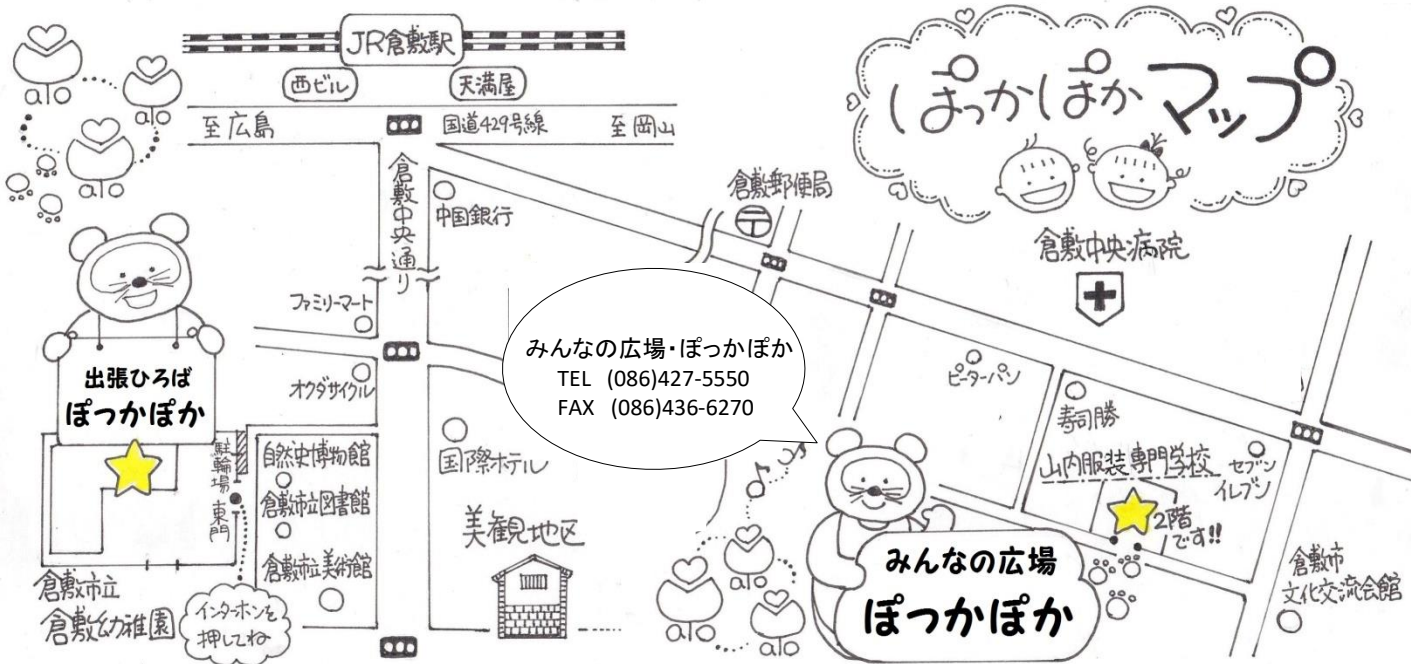 JR倉敷駅
西ビル
天満屋
至広島
国道429号線
至岡山
ぽっかぽかマップ
alo
alo
alo
倉敷中央通り
中国銀行
倉敷郵便局
倉敷中央病院
ファミリーマート
みんなの広場・ぽっかぽか
TEL (086)427-5550
FAX (086)436-6270
ピーターパン
出張ひろば
ぽっかぽか
オクダサイクル
寿司勝
国際ホテル
山内服装専門学校
セブン
イレブン
駐輪場
東門
自然史博物館
倉敷市立図書館
倉敷市立美術館
美観地区
2階
です!!
倉敷市立
倉敷幼稚園
インターホンを
押してね
みんなの広場
ぽっかぽか
倉敷市
文化交流会館
alo
alo
alo